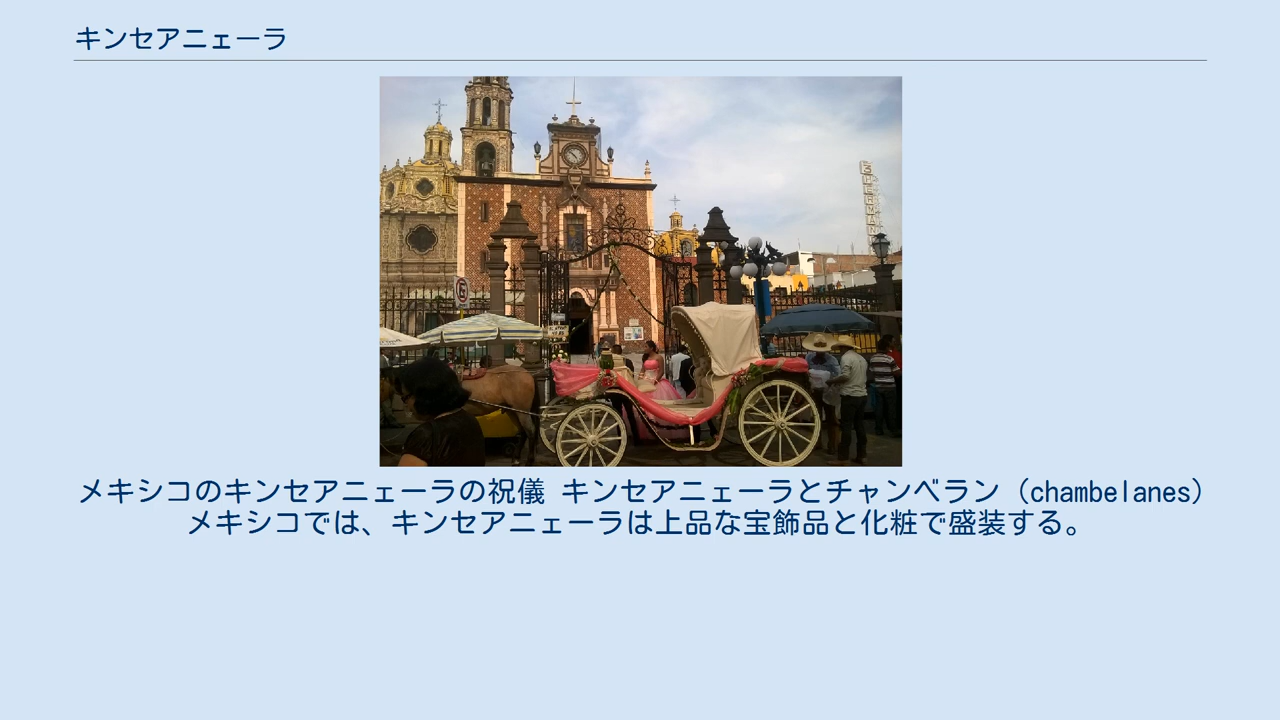 キンセアニェーラ
メキシコのキンセアニェーラの祝儀 キンセアニェーラとチャンベラン（chambelanes）
メキシコでは、キンセアニェーラは上品な宝飾品と化粧で盛装する。